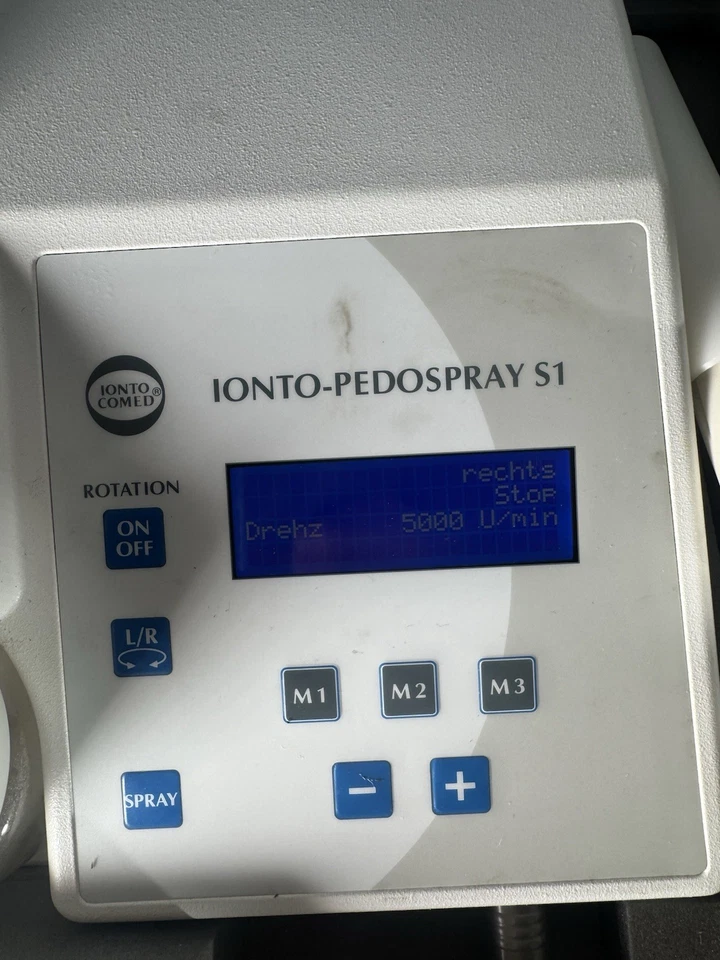 IONTO ®
COMED
IONTO-PEDOSPRAY S1
rechts
Stop
Drehz 5000 U/min
ROTATION
ON
OFF
L/R
M1 M2 M3
SPRAY - +